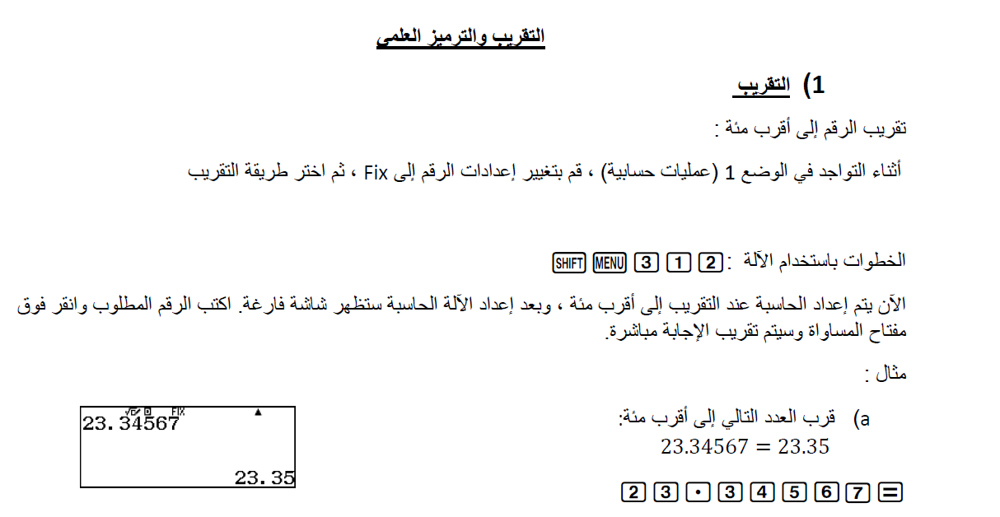 التقريب والترميز العلمي
1) التقريب
تقريب الرقم إلى أقرب مئة :
أثناء التواجد في الوضع 1 (عمليات حسابية) ، قم بتغيير إعدادات الرقم إلى Fix ، ثم اختر طريقة التقريب
الخطوات باستخدام الآلة : SHIFT MENU 3 1 2
الآن يتم إعداد الحاسبة عند التقريب إلى أقرب مئة ، وبعد إعداد الآلة الحاسبة ستظهر شاشة فارغة. اكتب الرقم المطلوب وانقر فوق
مفتاح المساواة وسيتم تقريب الإجابة مباشرة.
مثال :
a) قرب العدد التالي إلى أقرب مئة:
23.34567 = 23.35
2 3 • 3 4 5 6 7 =
√ D FIX ▲
23.34567
23.35